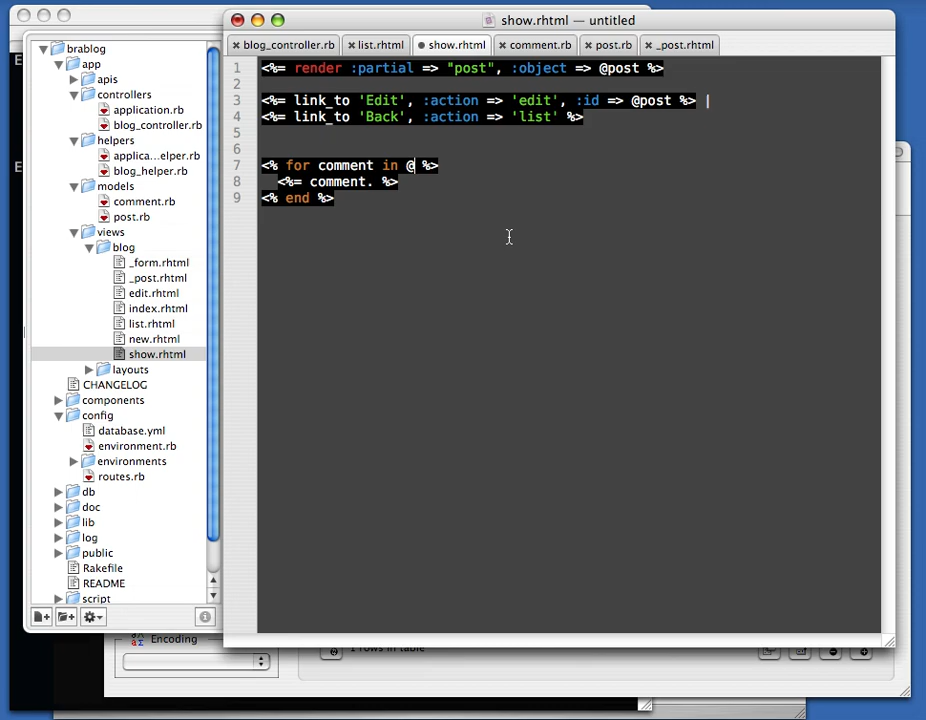 show.rhtml — untitled
brablog
app
apis
controllers
application.rb
blog_controller.rb
helpers
applica...elper.rb
blog_helper.rb
models
comment.rb
post.rb
views
blog
_form.rhtml
_post.rhtml
edit.rhtml
index.rhtml
list.rhtml
new.rhtml
show.rhtml
layouts
CHANGELOG
components
config
database.yml
environment.rb
environments
routes.rb
db
doc
lib
log
public
Rakefile
README
script
blog_controller.rb list.rhtml show.rhtml comment.rb post.rb _post.rhtml
1 <%= render :partial => "post", :object => @post %>
2
3 <%= link_to 'Edit', :action => 'edit', :id => @post %> |
4 <%= link_to 'Back', :action => 'list' %>
5
6
7 <% for comment in @ %>
8 <%= comment. %>
9 <% end %>
Encoding
1 rows in table